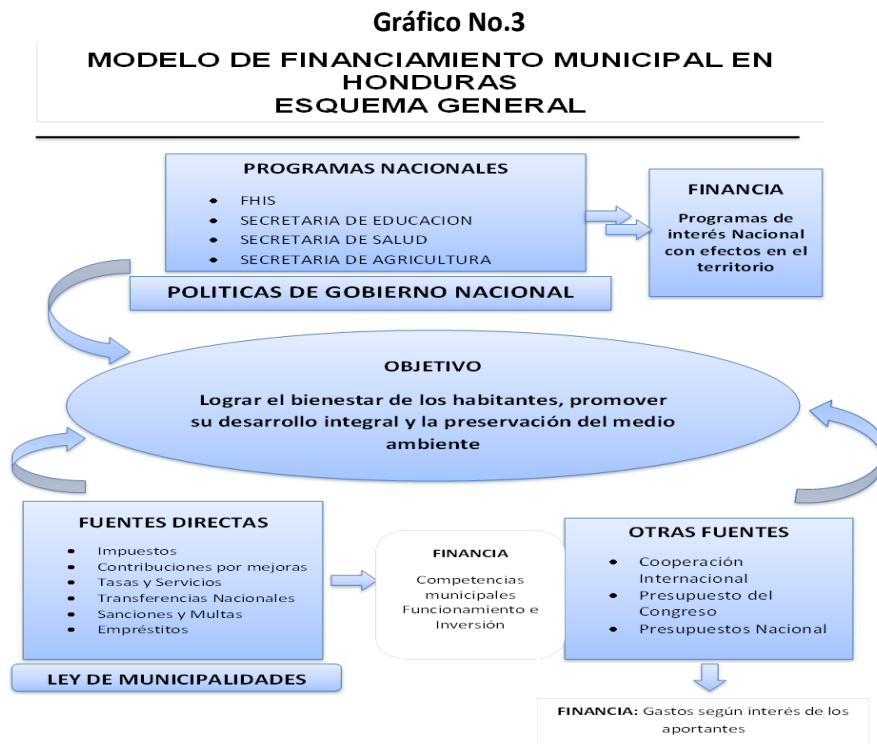 Gráfico No.3
MODELO DE FINANCIAMIENTO MUNICIPAL EN
HONDURAS
ESQUEMA GENERAL
PROGRAMAS NACIONALES
• FHIS
• SECRETARIA DE EDUCACION
• SECRETARIA DE SALUD
• SECRETARIA DE AGRICULTURA
FINANCIA
Programas de
interés Nacional
con efectos en el
territorio
POLITICAS DE GOBIERNO NACIONAL
OBJETIVO
Lograr el bienestar de los habitantes, promover
su desarrollo integral y la preservación del medio
ambiente
FUENTES DIRECTAS
• Impuestos
• Contribuciones por mejoras
• Tasas y Servicios
• Transferencias Nacionales
• Sanciones y Multas
• Empréstitos
LEY DE MUNICIPALIDADES
FINANCIA
Competencias
municipales
Funcionamiento e
Inversión
OTRAS FUENTES
• Cooperación
Internacional
• Presupuesto del
Congreso
• Presupuestos Nacional
FINANCIA: Gastos según interés de los
aportantes